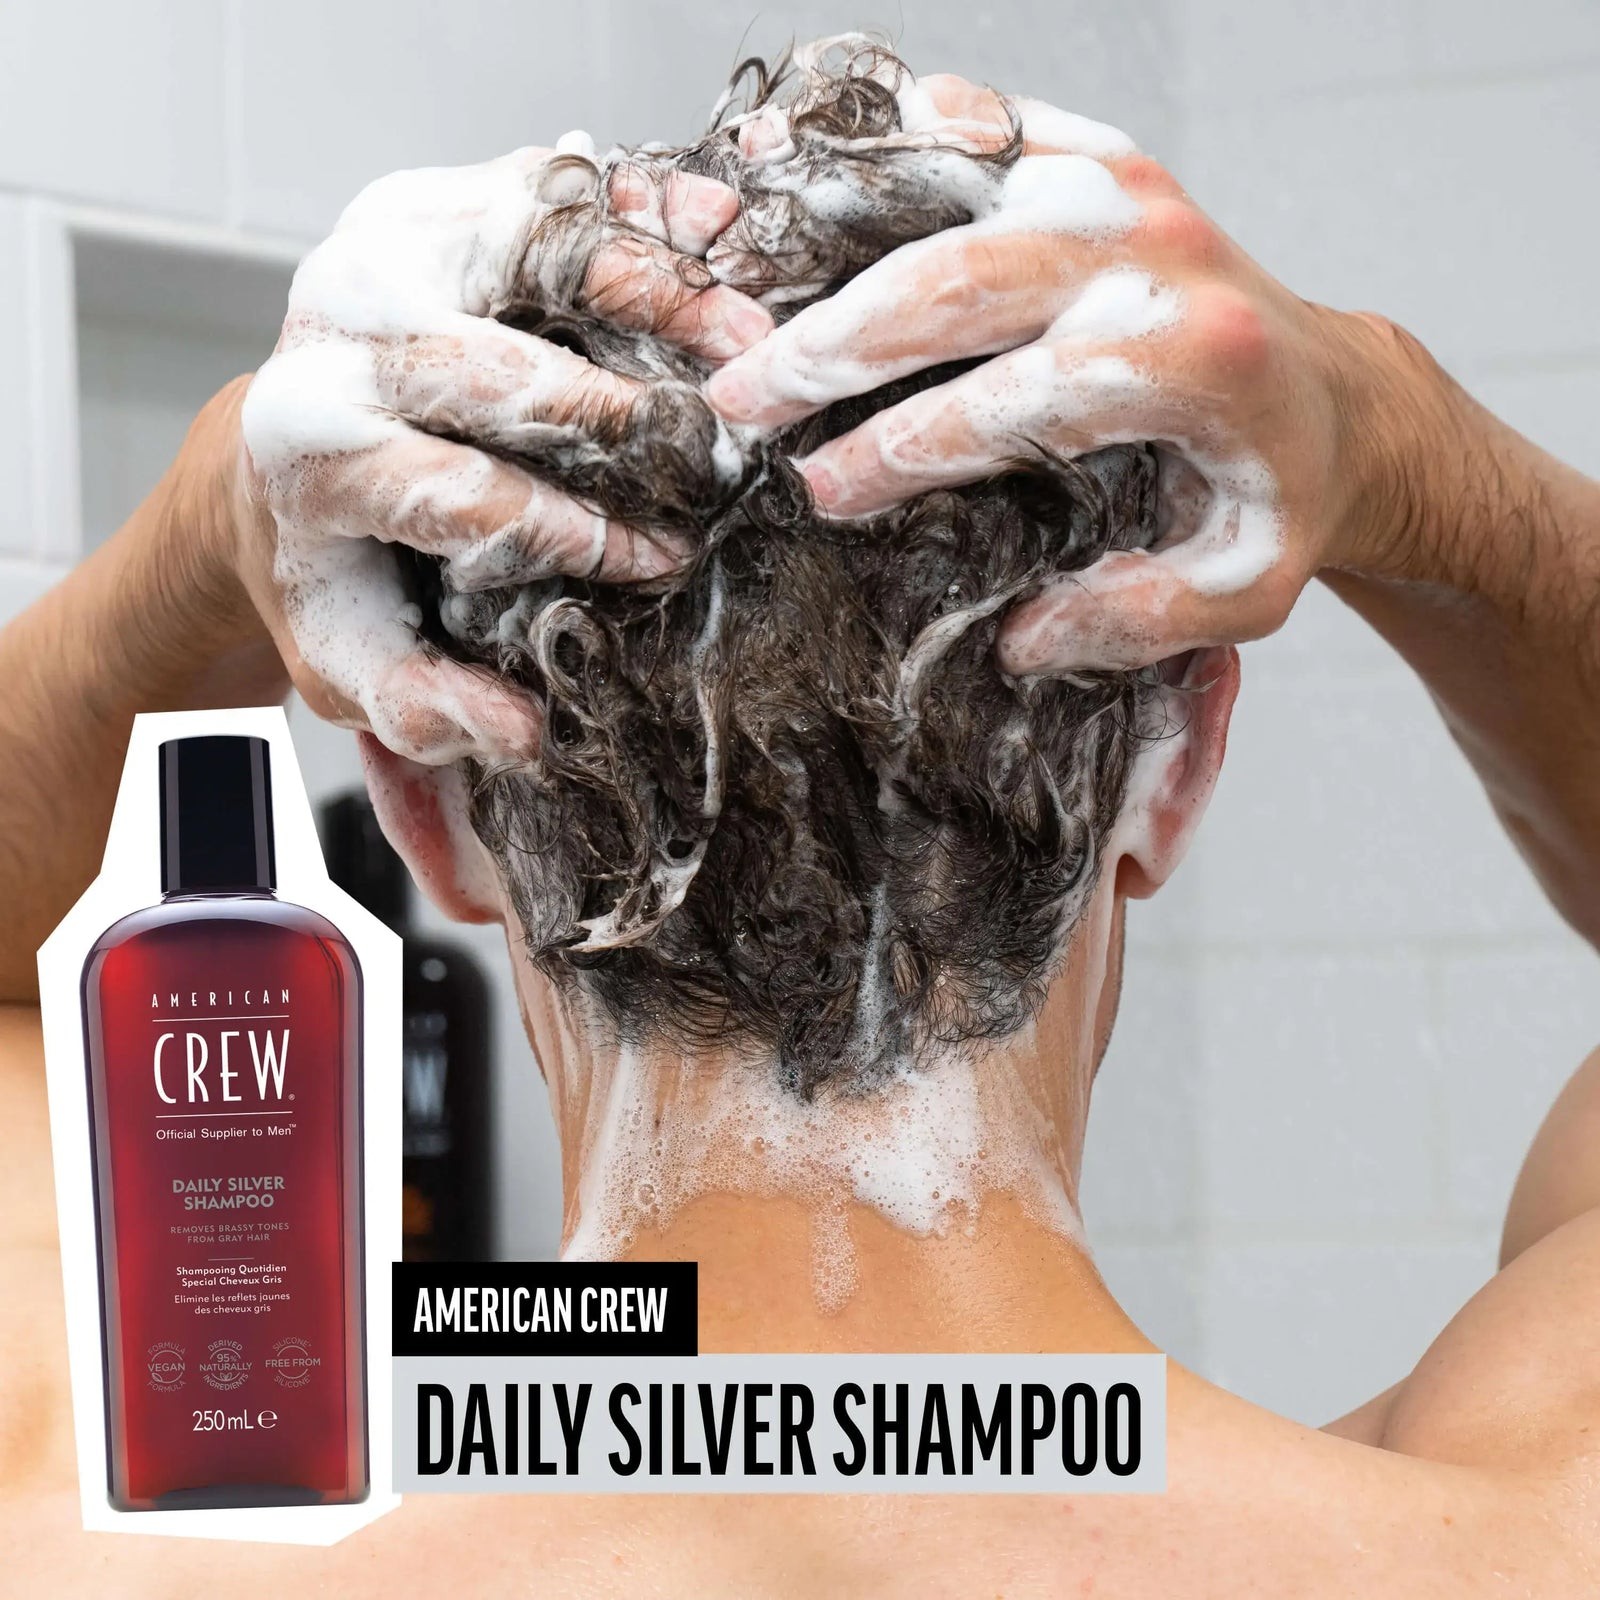 AMERICAN
CREW®
Official Supplier to Men™
DAILY SILVER
SHAMPOO
REMOVES BRASSY TONES
FROM GRAY HAIR
Shampooing Quotidien
Special Cheveux Gris
Elimine les reflets jaunes
des cheveux gris
FORMULA
VEGAN
FORMULA
DERIVED
95%
NATURALLY
INGREDIENTS
SILICONE
FREE FROM
SILICONE
250mL ℮
AMERICAN CREW
DAILY SILVER SHAMPOO